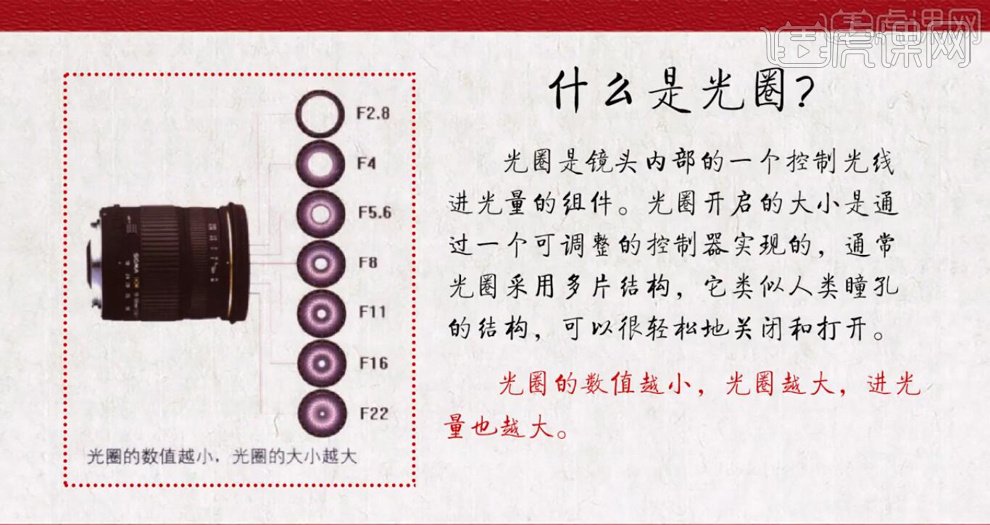 虎课网
什么是光圈?
F2.8
F4
F5.6
F8
F11
F16
F22
SIGMA
光圈的数值越小，光圈的大小越大
光圈是镜头内部的一个控制光线
进光量的组件。光圈开启的大小是通
过一个可调整的控制器实现的，通常
光圈采用多片结构，它类似人类瞳孔
的结构，可以很轻松地关闭和打开。
光圈的数值越小，光圈越大，进光
量也越大。